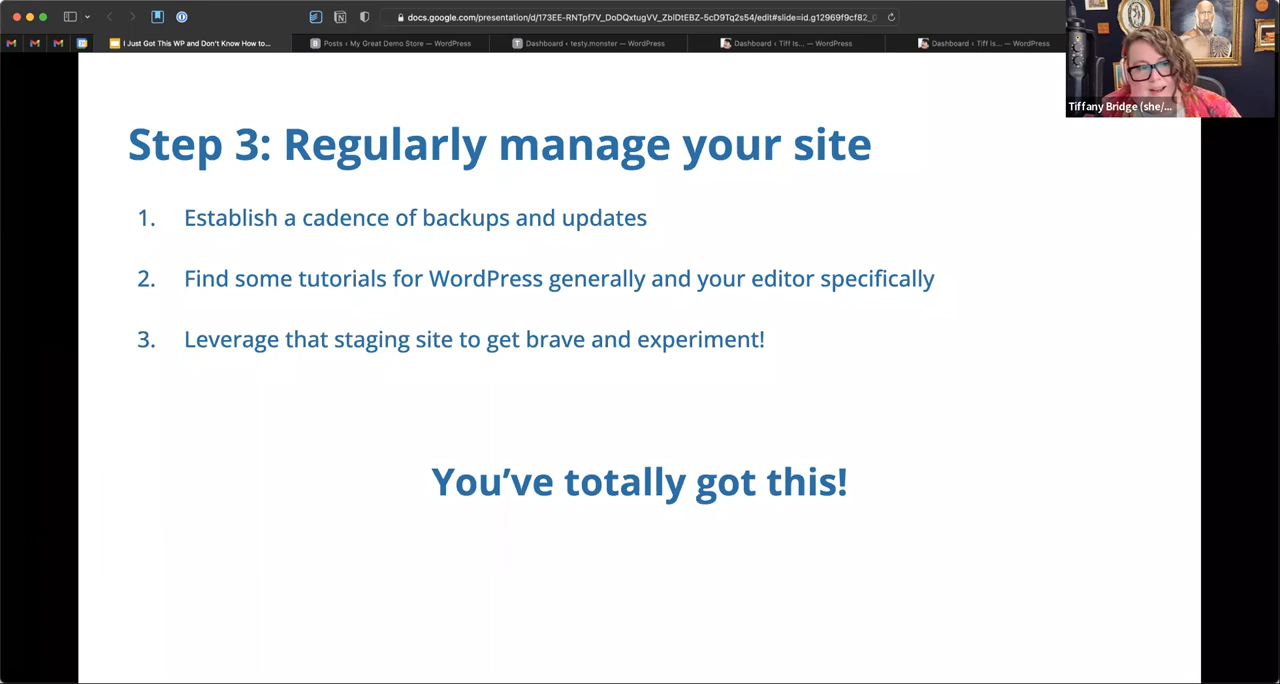 docs.google.com/presentation/d/173EE-RNTpf7V_DoDQxtugVV_ZblDtEBZ-5cD9Tq2s54/edit#slide=id.g12969f9cf82_0
I Just Got This WP and Don't Know How to...
Posts ‹ My Great Demo Store — WordPress
Dashboard ‹ testy.monster — WordPress
Dashboard ‹ Tiff Is... — WordPress
Dashboard ‹ Tiff Is... — WordPress
Tiffany Bridge (she/...
Step 3: Regularly manage your site
1. Establish a cadence of backups and updates
2. Find some tutorials for WordPress generally and your editor specifically
3. Leverage that staging site to get brave and experiment!
You've totally got this!